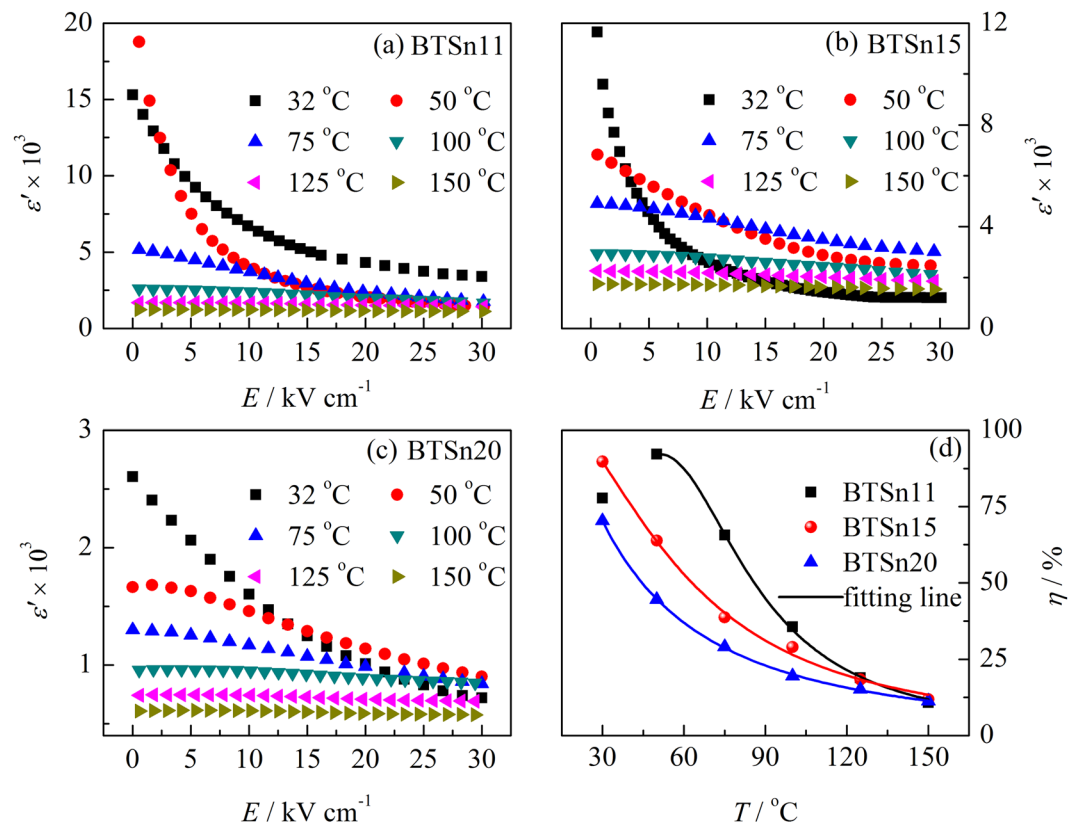 (a) BTSn11
32 °C 50 °C
75 °C 100 °C
125 °C 150 °C
ε′ × 10³
20
15
10
5
0
0 5 10 15 20 25 30
E / kV cm⁻¹
(b) BTSn15
32 °C 50 °C
75 °C 100 °C
125 °C 150 °C
12
8
4
0
ε′ × 10³
0 5 10 15 20 25 30
E / kV cm⁻¹
(c) BTSn20
32 °C 50 °C
75 °C 100 °C
125 °C 150 °C
ε′ × 10³
3
2
1
0 5 10 15 20 25 30
E / kV cm⁻¹
(d)
BTSn11
BTSn15
BTSn20
fitting line
100
75
50
25
0
η / %
30 60 90 120 150
T / °C